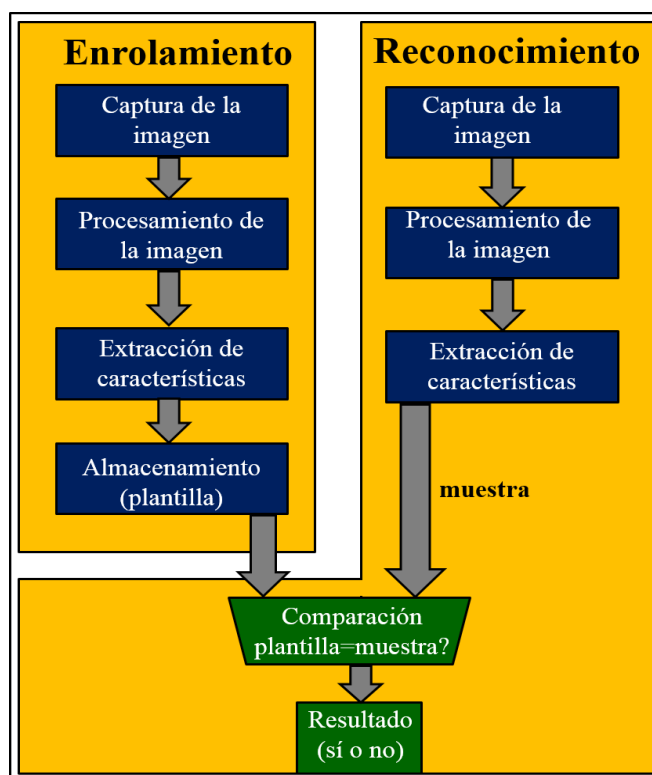 Enrolamiento
Captura de la
imagen
Procesamiento de
la imagen
Extracción de
características
Almacenamiento
(plantilla)
Reconocimiento
Captura de la
imagen
Procesamiento de
la imagen
Extracción de
características
muestra
Comparación
plantilla=muestra?
Resultado
(sí o no)